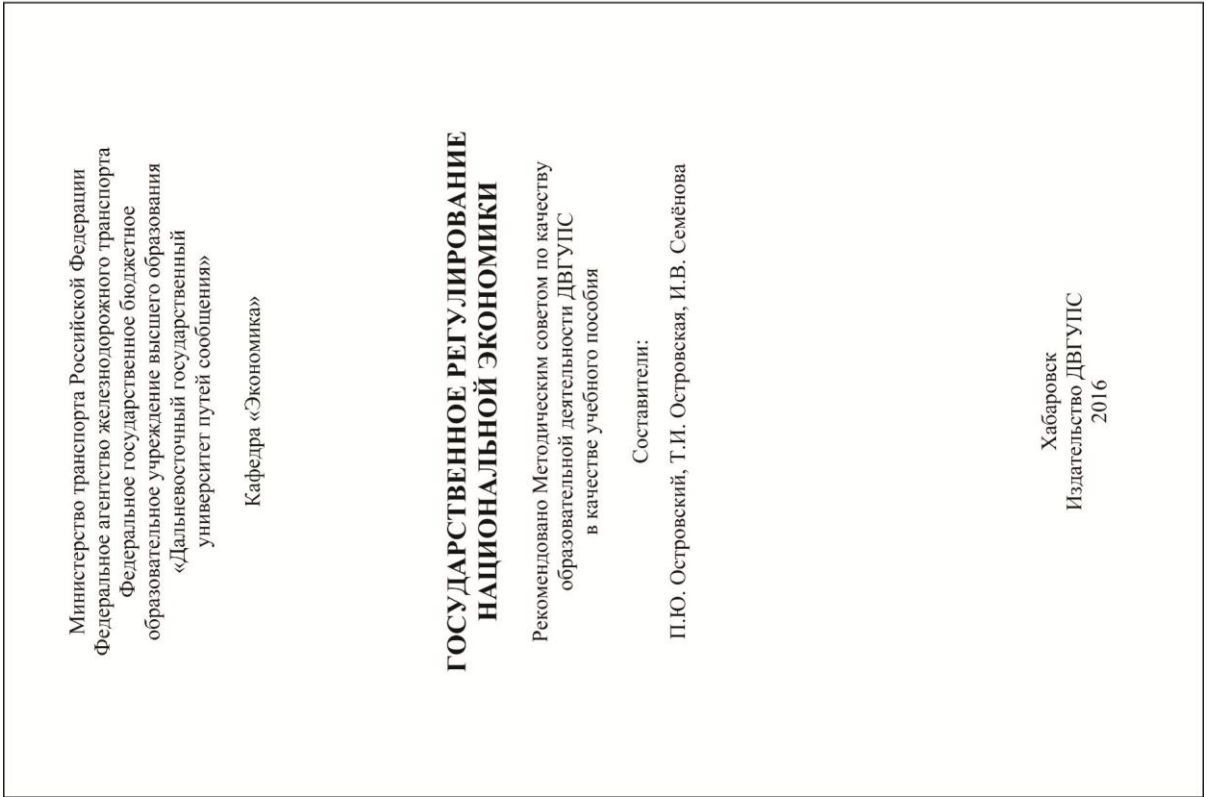 Министерство транспорта Российской Федерации
Федеральное агентство железнодорожного транспорта
Федеральное государственное бюджетное
образовательное учреждение высшего образования
«Дальневосточный государственный
университет путей сообщения»
Кафедра «Экономика»
ГОСУДАРСТВЕННОЕ РЕГУЛИРОВАНИЕ
НАЦИОНАЛЬНОЙ ЭКОНОМИКИ
Рекомендовано Методическим советом по качеству
образовательной деятельности ДВГУПС
в качестве учебного пособия
Составители:
П.Ю. Островский, Т.И. Островская, И.В. Семёнова
Хабаровск
Издательство ДВГУПС
2016